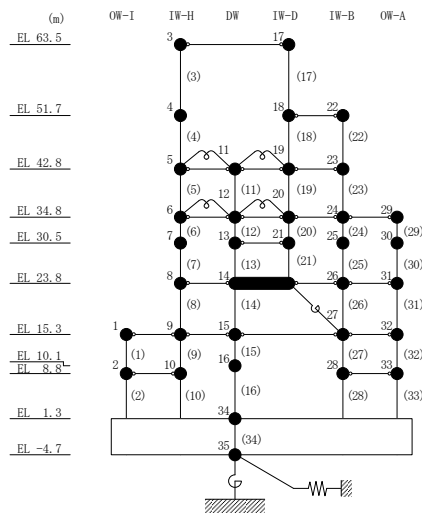 (m) OW-I IW-H DW IW-D IW-B OW-A
EL 63.5 3 17
(3) (17)
EL 51.7 4 18 22
(4) (18) (22)
11 19
EL 42.8 5 23
(5) (11) (19) (23)
12 20
EL 34.8 6 24 29
(6) (12) (20) (24) (29)
EL 30.5 7 13 21 25 30
(7) (13) (21) (25) (30)
EL 23.8 8 14 26 31
(8) (14) (26) (31)
27
EL 15.3 1 9 15 32
(1) (9) (15) (27) (32)
EL 10.1 16
EL 8.8 2 10 28 33
(2) (10) (16) (28) (33)
EL 1.3 34
(34)
EL -4.7 35